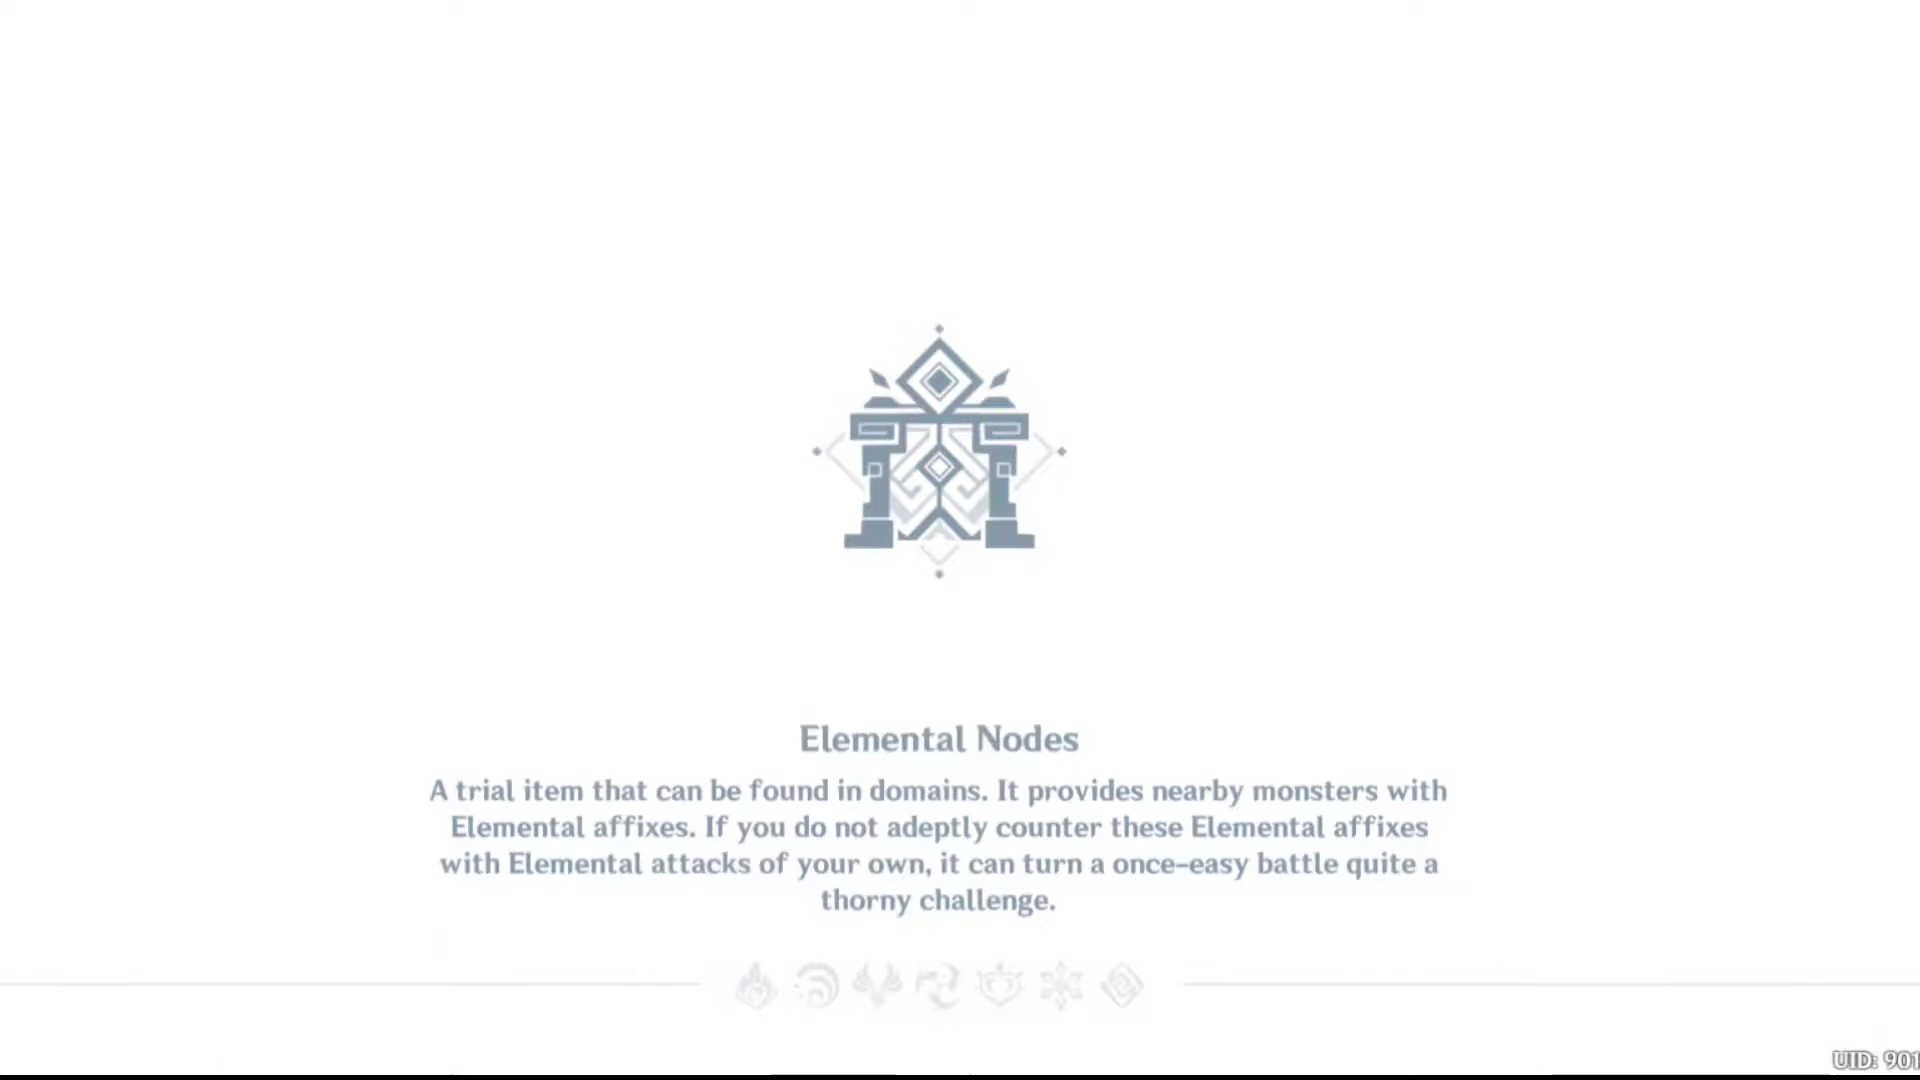 Elemental Nodes
A trial item that can be found in domains. It provides nearby monsters with
Elemental affixes. If you do not adeptly counter these Elemental affixes
with Elemental attacks of your own, it can turn a once-easy battle quite a
thorny challenge.
UID: 901